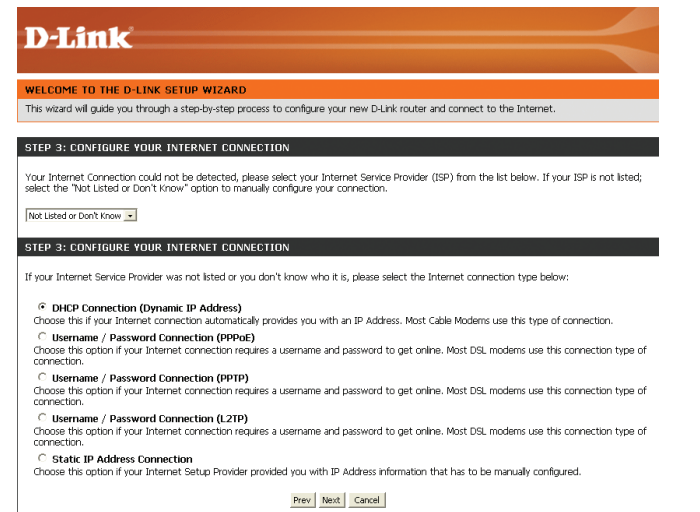 D-Link
WELCOME TO THE D-LINK SETUP WIZARD
This wizard will guide you through a step-by-step process to configure your new D-Link router and connect to the Internet.
STEP 3: CONFIGURE YOUR INTERNET CONNECTION
Your Internet Connection could not be detected, please select your Internet Service Provider (ISP) from the list below. If your ISP is not listed;
select the "Not Listed or Don't Know" option to manually configure your connection.
Not Listed or Don't Know
STEP 3: CONFIGURE YOUR INTERNET CONNECTION
If your Internet Service Provider was not listed or you don't know who it is, please select the Internet connection type below:
DHCP Connection (Dynamic IP Address)
Choose this if your Internet connection automatically provides you with an IP Address. Most Cable Modems use this type of connection.
Username / Password Connection (PPPoE)
Choose this option if your Internet connection requires a username and password to get online. Most DSL modems use this connection type of
connection.
Username / Password Connection (PPTP)
Choose this option if your Internet connection requires a username and password to get online. Most DSL modems use this connection type of
connection.
Username / Password Connection (L2TP)
Choose this option if your Internet connection requires a username and password to get online. Most DSL modems use this connection type of
connection.
Static IP Address Connection
Choose this option if your Internet Setup Provider provided you with IP Address information that has to be manually configured.
Prev Next Cancel